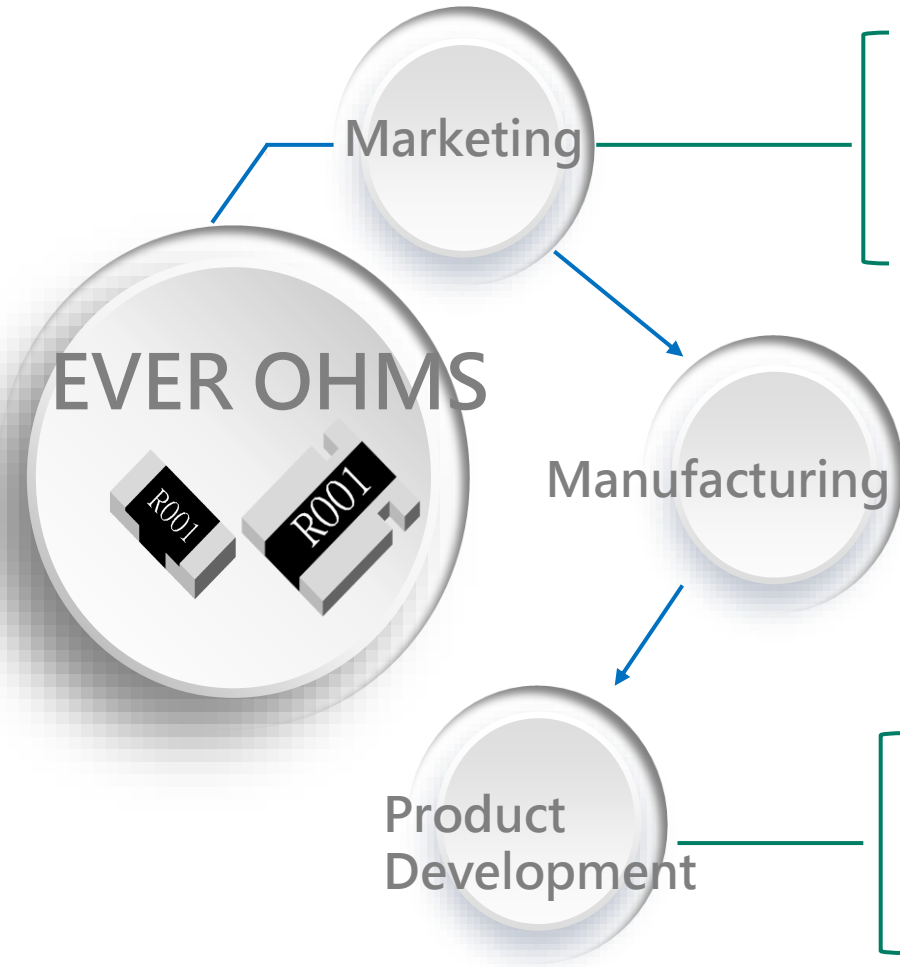 Marketing
EVER OHMS
R001
R001
Manufacturing
Product
Development